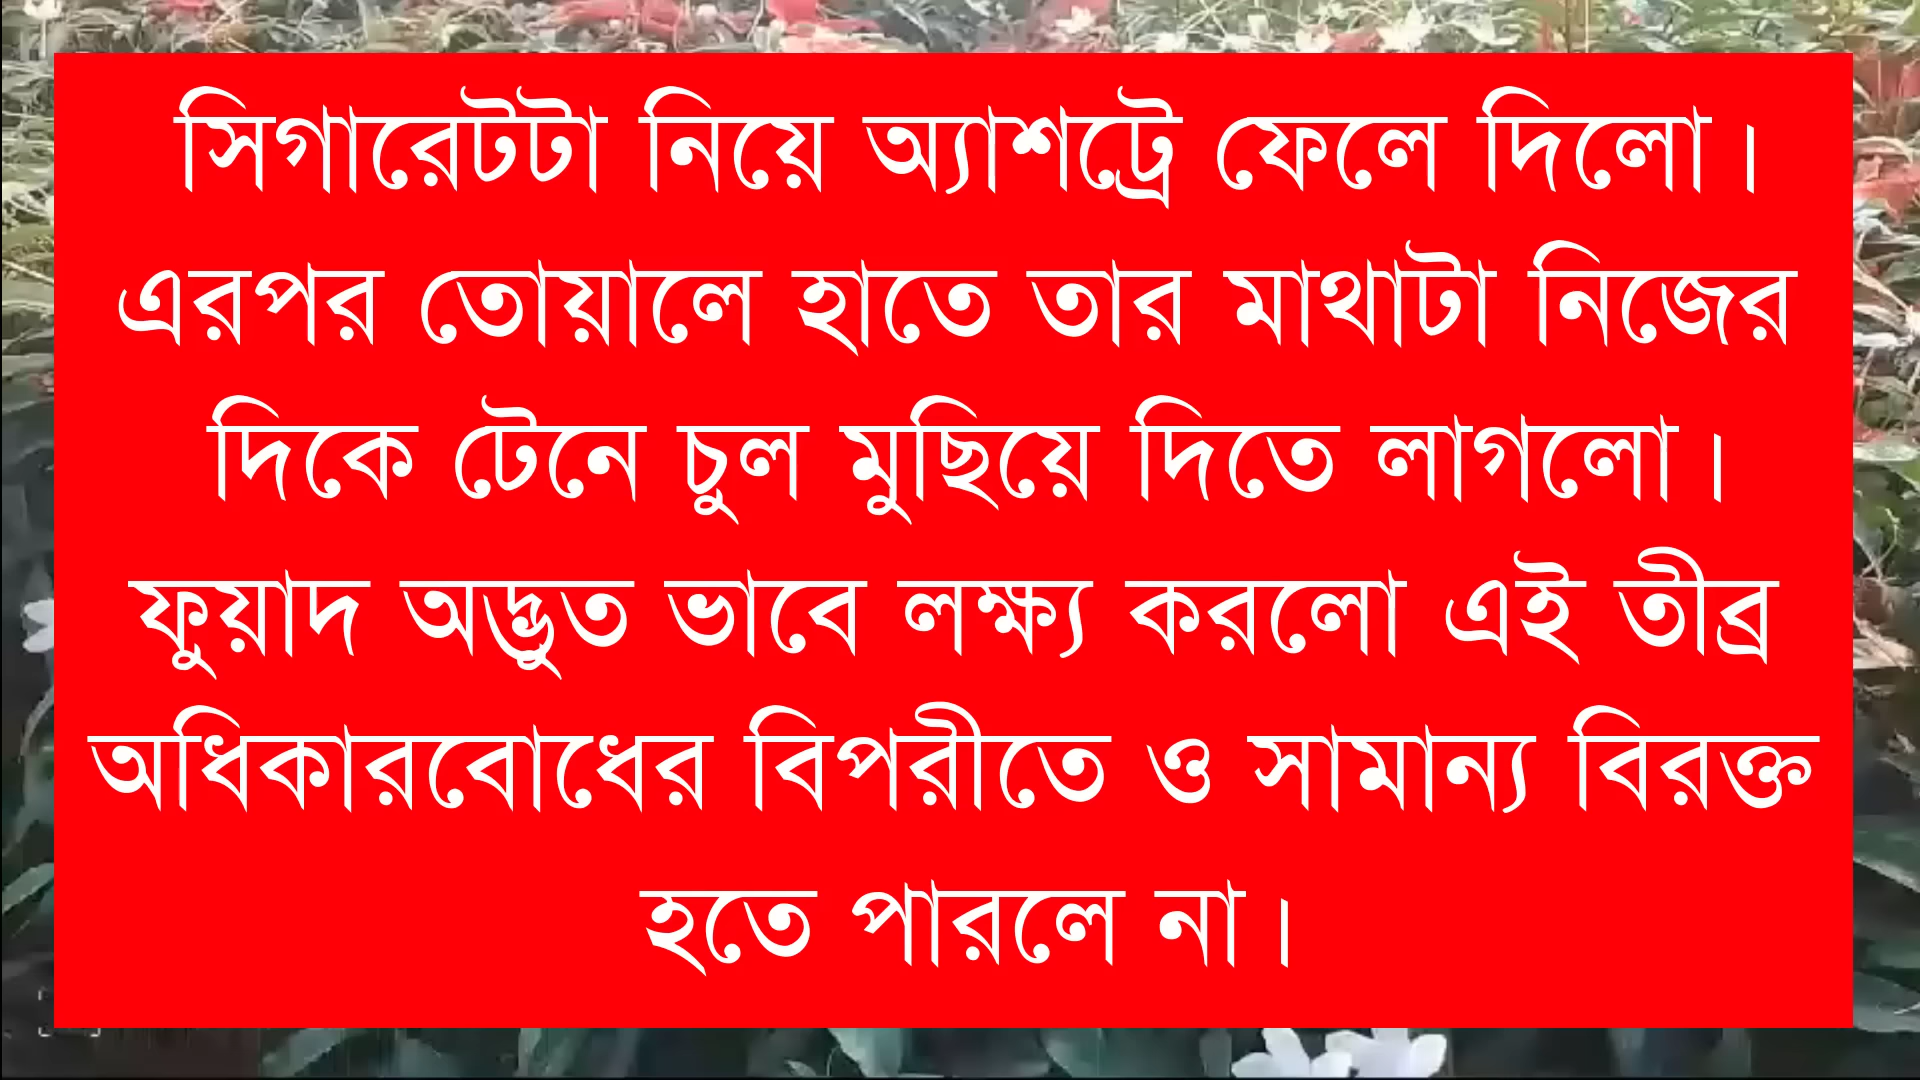 সিগারেটটা নিয়ে অ্যাশট্রে ফেলে দিলো।
এরপর তোয়ালে হাতে তার মাথাটা নিজের
দিকে টেনে চুল মুছিয়ে দিতে লাগলো।
ফুয়াদ অদ্ভুত ভাবে লক্ষ্য করলো এই তীব্র
অধিকারবোধের বিপরীতে ও সামান্য বিরক্ত
হতে পারলে না।